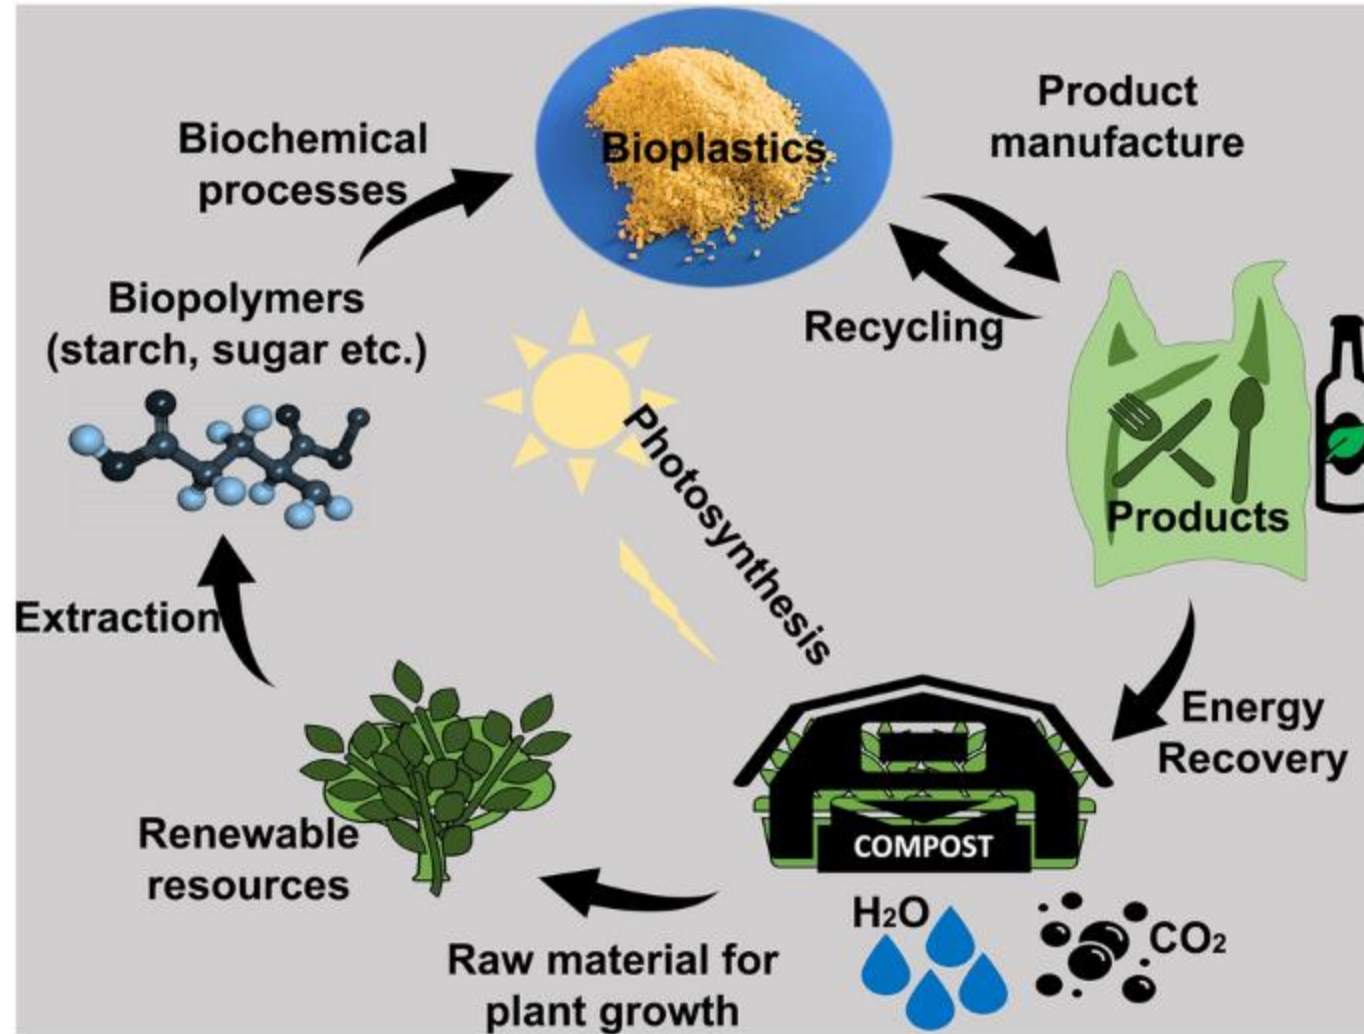 Bioplastics
Product
manufacture
Biochemical
processes
Recycling
Biopolymers
(starch, sugar etc.)
Photosynthesis
Products
Extraction
Energy
Recovery
Renewable
resources
COMPOST
H₂O
CO₂
Raw material for
plant growth